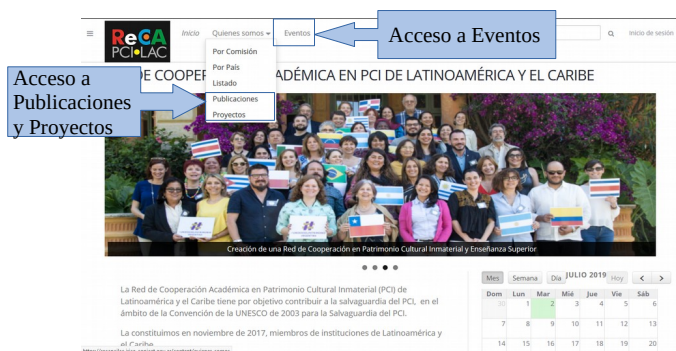 ReCA
PCI LAC
Inicio
Quienes somos
Eventos
Inicio de sesión
Acceso a Eventos
Por Comisión
Por País
Listado
Publicaciones
Proyectos
Acceso a
Publicaciones
y Proyectos
DE COOPER
ADÉMICA EN PCI DE LATINOAMÉRICA Y EL CARIBE
Creación de una Red de Cooperación en Patrimonio Cultural Inmaterial y Enseñanza Superior
La Red de Cooperación Académica en Patrimonio Cultural Inmaterial (PCI) de
Latinoamérica y el Caribe tiene por objetivo contribuir a la salvaguardia del PCI, en el
ámbito de la Convención de la UNESCO de 2003 para la Salvaguardia del PCI.
La constituimos en noviembre de 2017, miembros de instituciones de Latinoamérica y
el Caribe
Mes Semana Día JULIO 2019 Hoy < >
Dom Lun Mar Mié Jue Vie Sáb
30 1 2 3 4 5 6
7 8 9 10 11 12 13
14 15 16 17 18 19 20